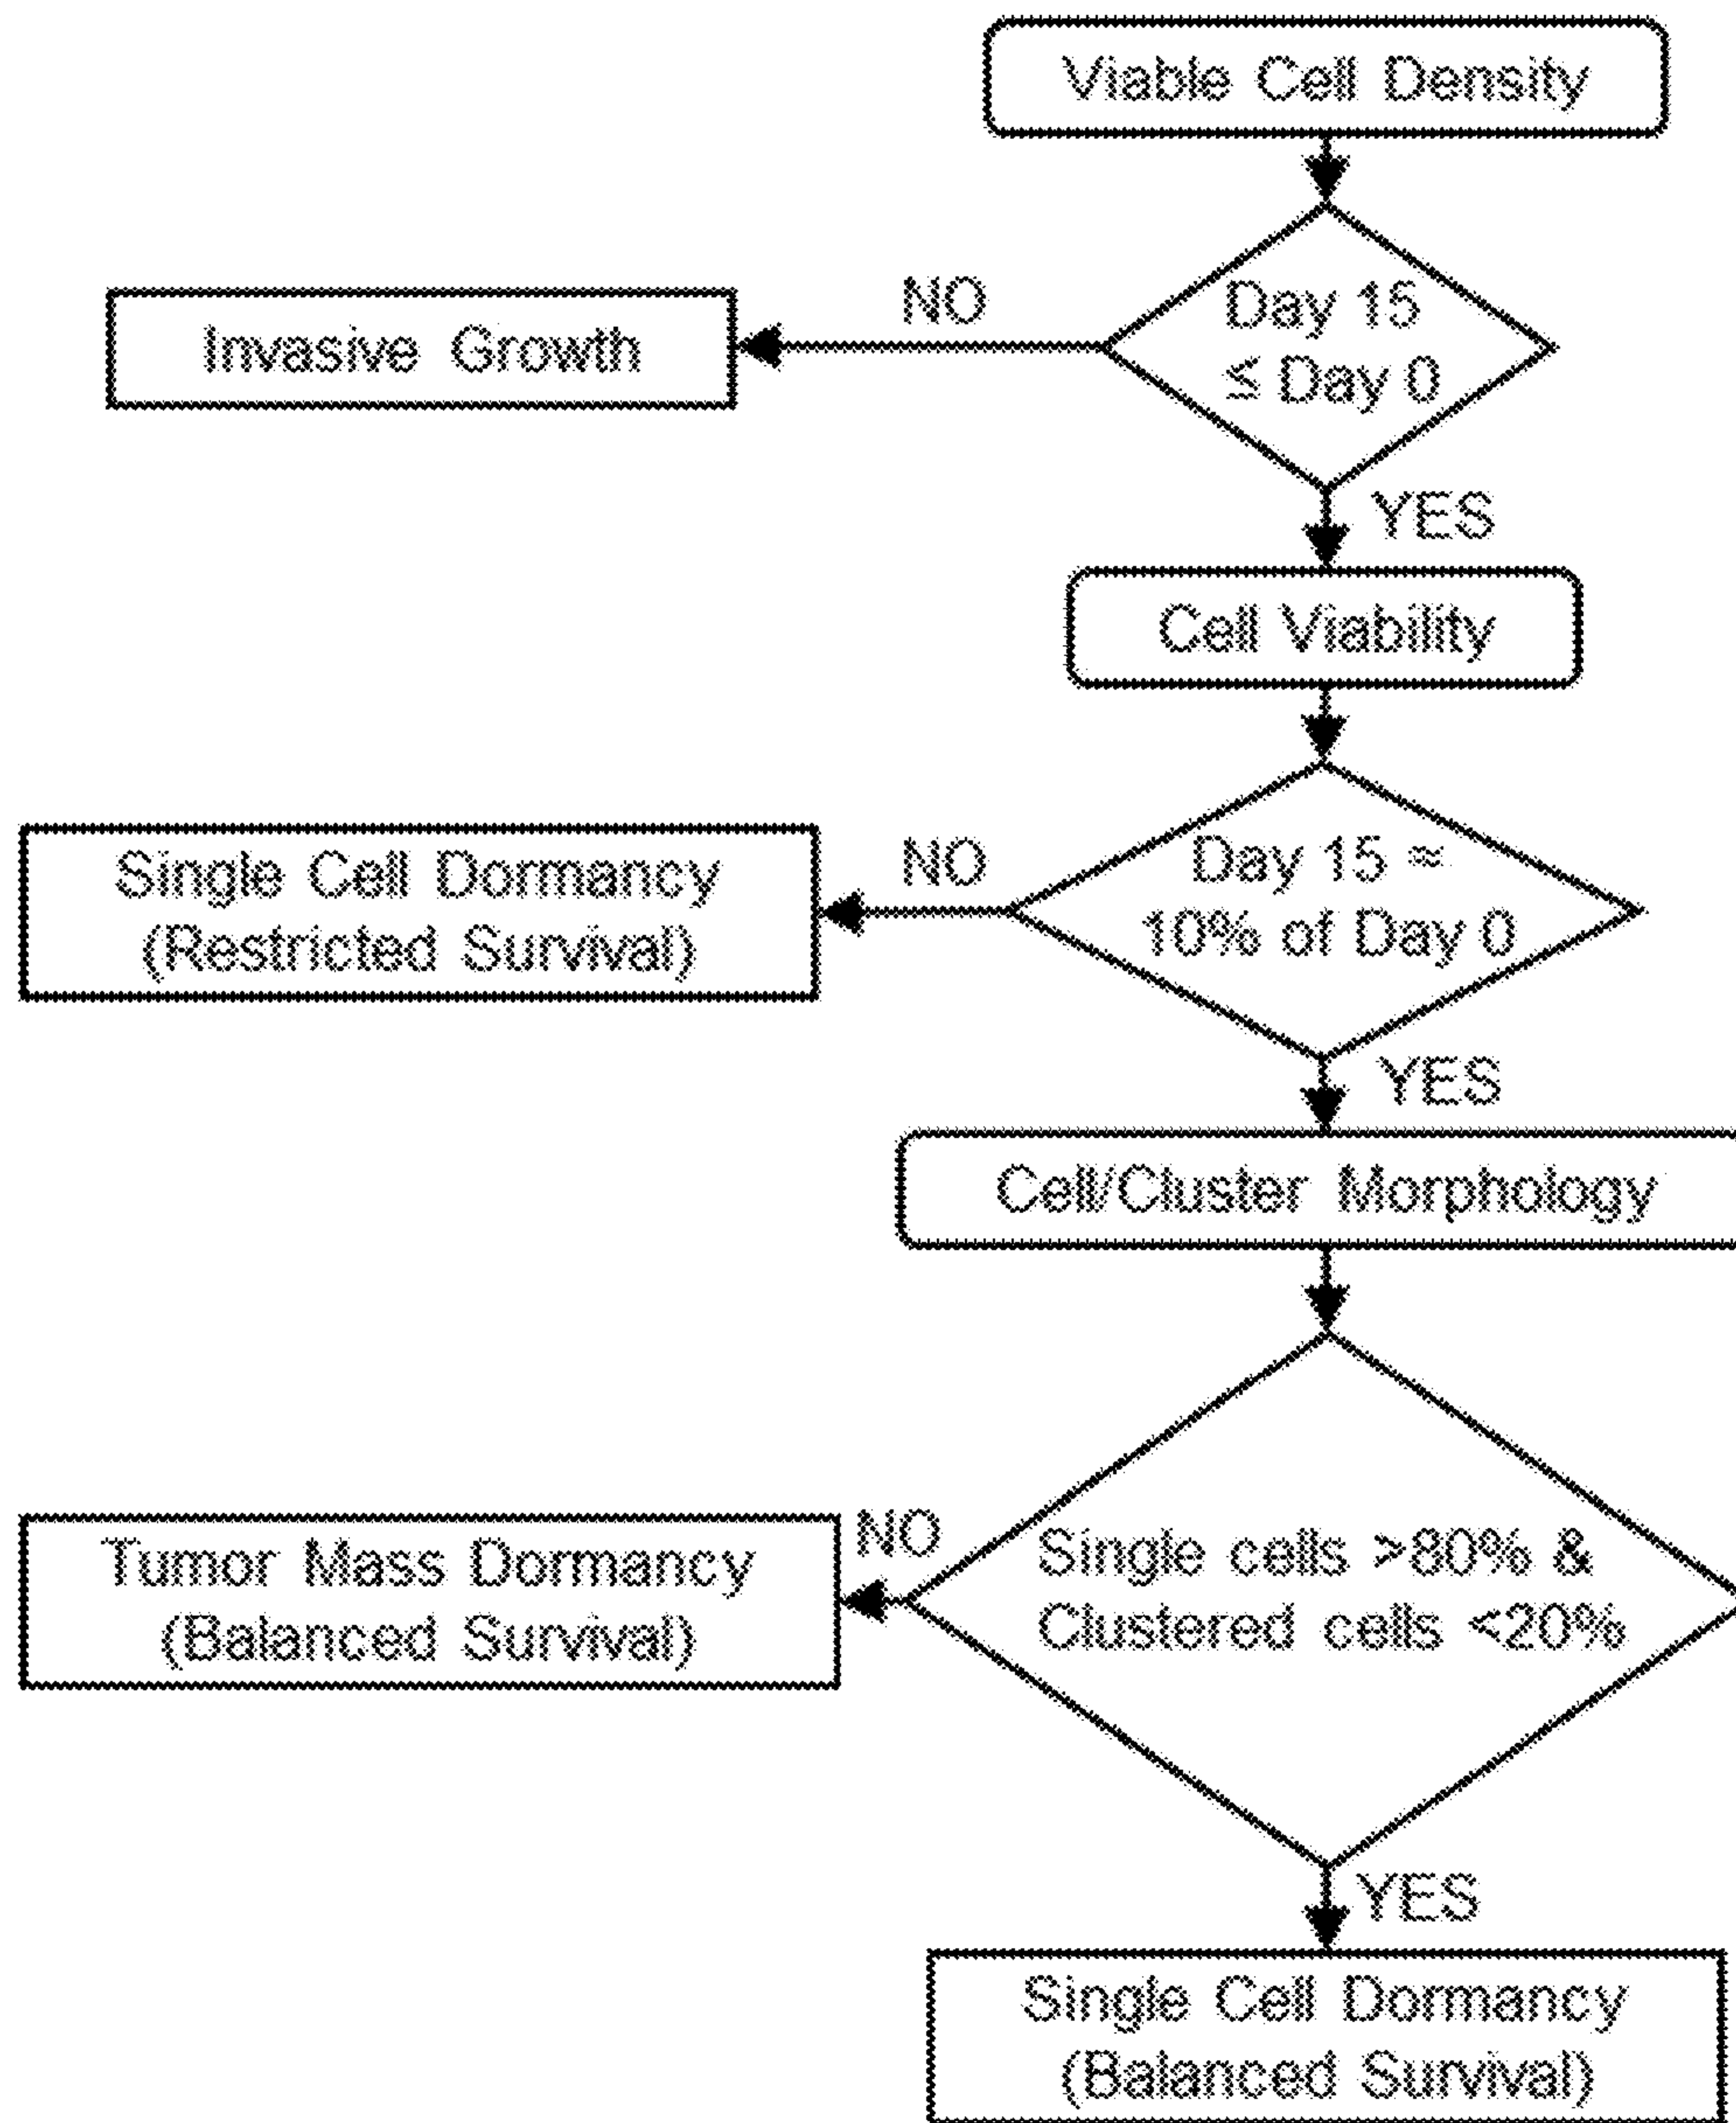 Viable Cell Density
Day 15
≤ Day 0
NO
Invasive Growth
YES
Cell Viability
Day 15 ≈
10% of Day 0
NO
Single Cell Dormancy
(Restricted Survival)
YES
Cell/Cluster Morphology
Single cells >80% &
Clustered cells <20%
NO
Tumor Mass Dormancy
(Balanced Survival)
YES
Single Cell Dormancy
(Balanced Survival)